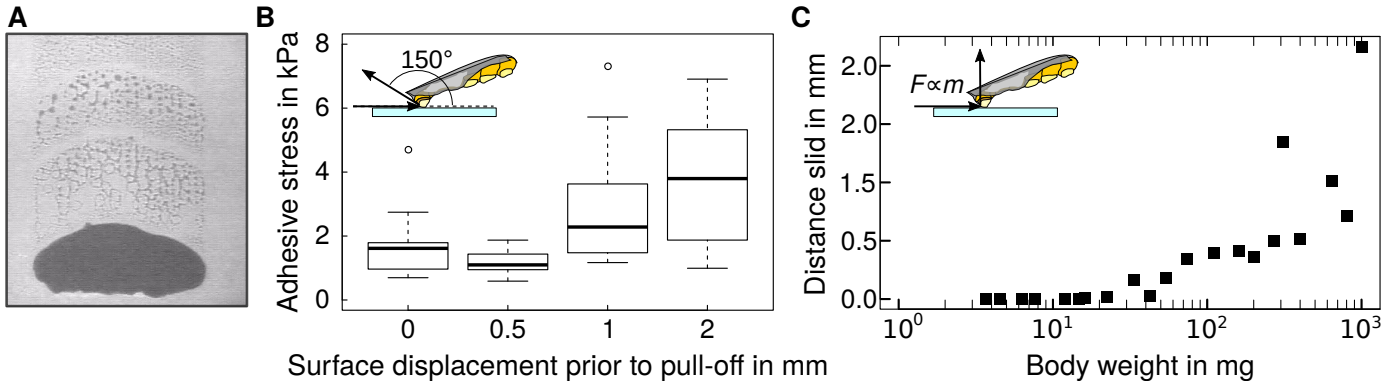 A
B
C
150°
Adhesive stress in kPa
8
6
4
2
0
0 0.5 1 2
Surface displacement prior to pull-off in mm
F∝m
Distance slid in mm
2.0
2.0
1.5
0.5
0.0
10⁰ 10¹ 10² 10³
Body weight in mg